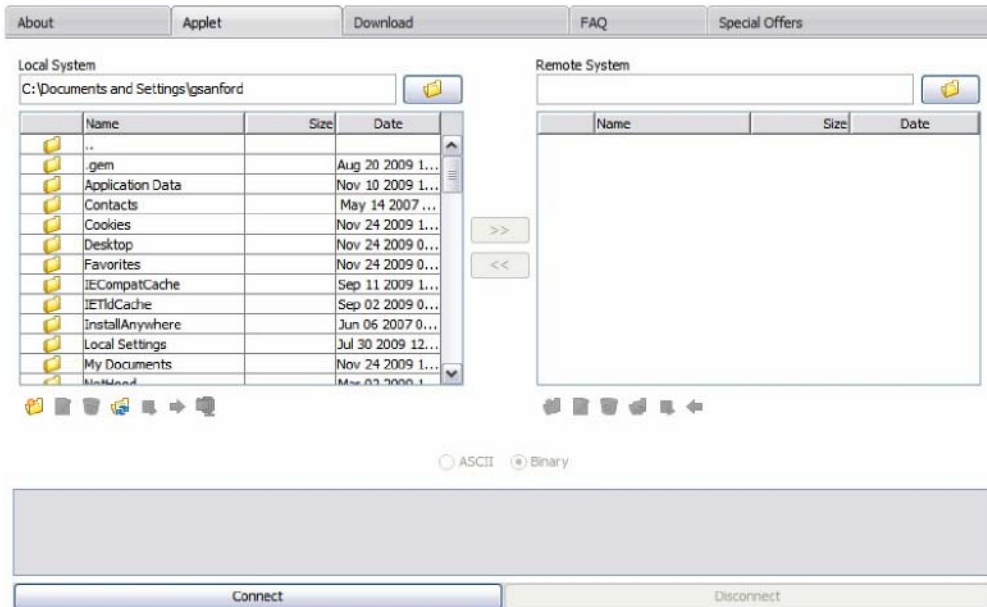 About Applet Download FAQ Special Offers
Local System
C:\Documents and Settings\gsanford
Name Size Date
..
.gem Aug 20 2009 1...
Application Data Nov 10 2009 1...
Contacts May 14 2007 ...
Cookies Nov 24 2009 1...
Desktop Nov 24 2009 0...
Favorites Nov 24 2009 0...
IECompatCache Sep 11 2009 1...
IETldCache Sep 02 2009 0...
InstallAnywhere Jun 06 2007 0...
Local Settings Jul 30 2009 12...
My Documents Nov 24 2009 1...
>>
<<
Remote System
Name Size Date
ASCII Binary
Connect Disconnect